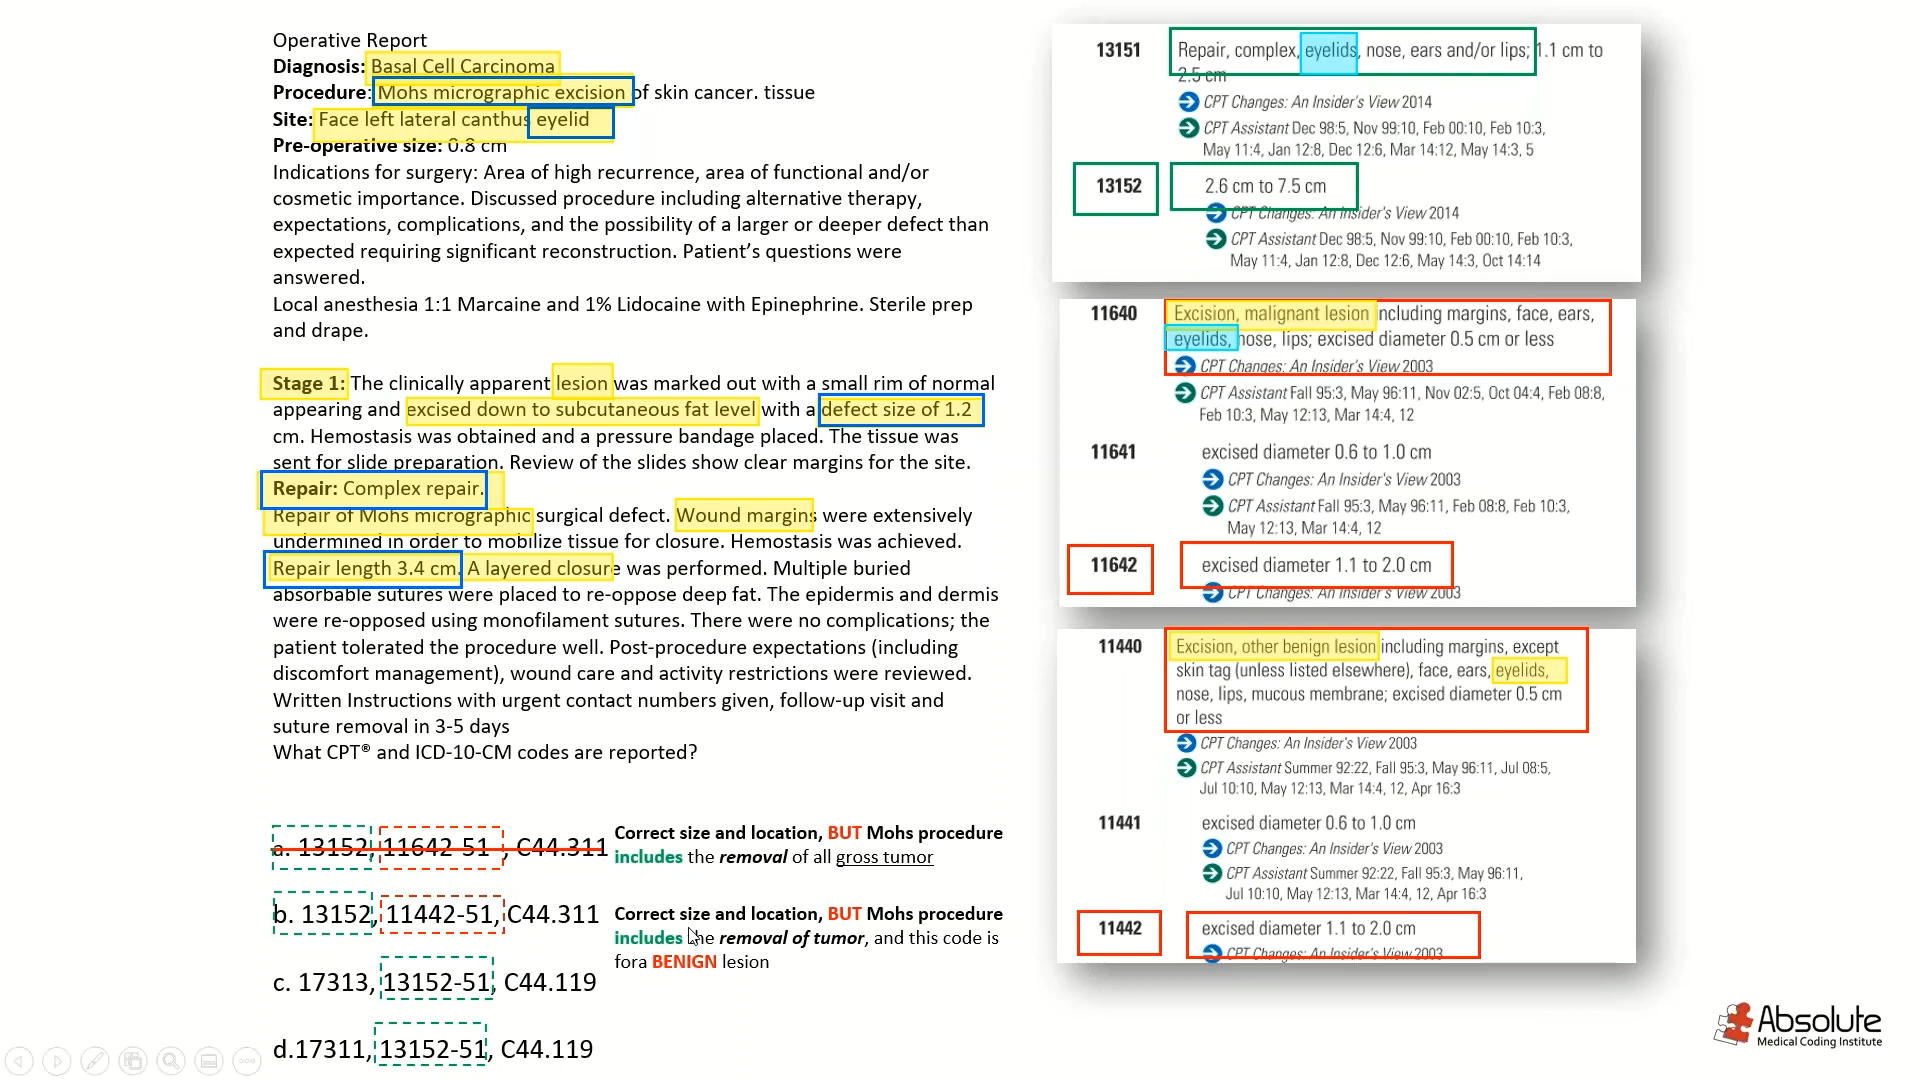 Operative Report
Diagnosis: Basal Cell Carcinoma
Procedure: Mohs micrographic excision of skin cancer. tissue
Site: Face left lateral canthus eyelid
Pre-operative size: 0.8 cm
Indications for surgery: Area of high recurrence, area of functional and/or
cosmetic importance. Discussed procedure including alternative therapy,
expectations, complications, and the possibility of a larger or deeper defect than
expected requiring significant reconstruction. Patient's questions were
answered.
Local anesthesia 1:1 Marcaine and 1% Lidocaine with Epinephrine. Sterile prep
and drape.
Stage 1: The clinically apparent lesion was marked out with a small rim of normal
appearing and excised down to subcutaneous fat level with a defect size of 1.2
cm. Hemostasis was obtained and a pressure bandage placed. The tissue was
sent for slide preparation. Review of the slides show clear margins for the site.
Repair: Complex repair.
Repair of Mohs micrographic surgical defect. Wound margins were extensively
undermined in order to mobilize tissue for closure. Hemostasis was achieved.
Repair length 3.4 cm. A layered closure was performed. Multiple buried
absorbable sutures were placed to re-oppose deep fat. The epidermis and dermis
were re-opposed using monofilament sutures. There were no complications; the
patient tolerated the procedure well. Post-procedure expectations (including
discomfort management), wound care and activity restrictions were reviewed.
Written Instructions with urgent contact numbers given, follow-up visit and
suture removal in 3-5 days
What CPT® and ICD-10-CM codes are reported?
a. 13152, 11642-51 , C44.311
Correct size and location, BUT Mohs procedure
includes the removal of all gross tumor
b. 13152, 11442-51, C44.311
Correct size and location, BUT Mohs procedure
includes the removal of tumor, and this code is
fora BENIGN lesion
c. 17313, 13152-51, C44.119
d.17311, 13152-51, C44.119
13151 Repair, complex, eyelids, nose, ears and/or lips; 1.1 cm to
2.5 cm
CPT Changes: An Insider's View 2014
CPT Assistant Dec 98:5, Nov 99:10, Feb 00:10, Feb 10:3,
May 11:4, Jan 12:8, Dec 12:6, Mar 14:12, May 14:3, 5
13152 2.6 cm to 7.5 cm
CPT Changes: An Insider's View 2014
CPT Assistant Dec 98:5, Nov 99:10, Feb 00:10, Feb 10:3,
May 11:4, Jan 12:8, Dec 12:6, May 14:3, Oct 14:14
11640 Excision, malignant lesion including margins, face, ears,
eyelids, nose, lips; excised diameter 0.5 cm or less
CPT Changes: An Insider's View 2003
CPT Assistant Fall 95:3, May 96:11, Nov 02:5, Oct 04:4, Feb 08:8,
Feb 10:3, May 12:13, Mar 14:4, 12
11641 excised diameter 0.6 to 1.0 cm
CPT Changes: An Insider's View 2003
CPT Assistant Fall 95:3, May 96:11, Feb 08:8, Feb 10:3,
May 12:13, Mar 14:4, 12
11642 excised diameter 1.1 to 2.0 cm
CPT Changes: An Insider's View 2003
11440 Excision, other benign lesion including margins, except
skin tag (unless listed elsewhere), face, ears, eyelids,
nose, lips, mucous membrane; excised diameter 0.5 cm
or less
CPT Changes: An Insider's View 2003
CPT Assistant Summer 92:22, Fall 95:3, May 96:11, Jul 08:5,
Jul 10:10, May 12:13, Mar 14:4, 12, Apr 16:3
11441 excised diameter 0.6 to 1.0 cm
CPT Changes: An Insider's View 2003
CPT Assistant Summer 92:22, Fall 95:3, May 96:11,
Jul 10:10, May 12:13, Mar 14:4, 12, Apr 16:3
11442 excised diameter 1.1 to 2.0 cm
CPT Changes: An Insider's View 2003
Absolute
Medical Coding Institute